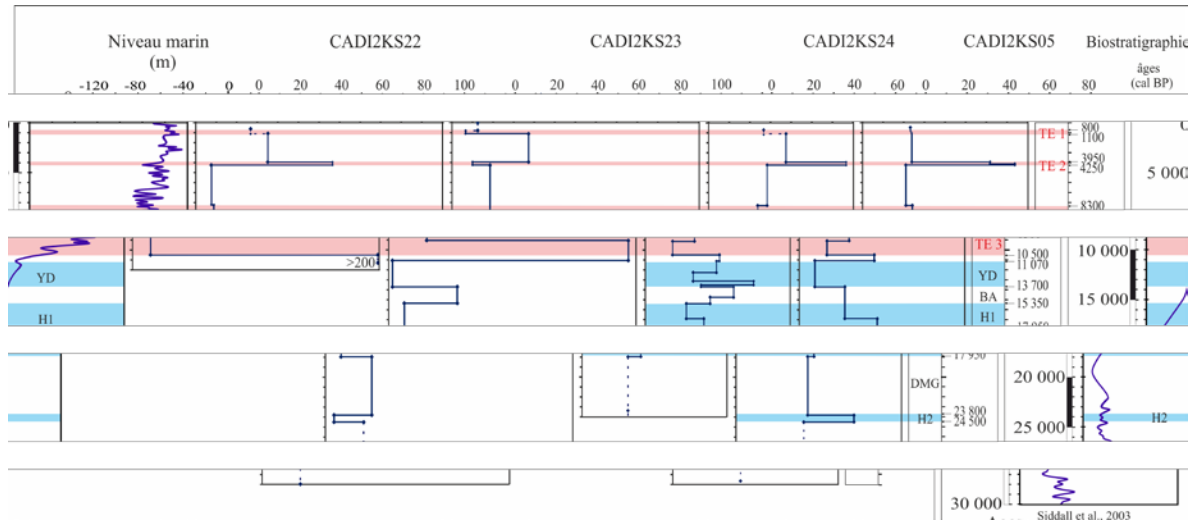 Niveau marin
(m)
CADI2KS22
CADI2KS23
CADI2KS24
CADI2KS05
Biostratigraphie
âges
(cal BP)
-120 -80 -40 0 0 20 40 60 80 100 0 20 40 60 80 100 0 20 40 60 0 20 40 60 80
TE 1
800
1100
TE 2
3950
4250
5 000
8300
TE 3
10 500
11 070
10 000
YD
>200
YD
13 700
BA
15 350
15 000
H1
H1
17 950
DMG
20 000
23 800
H2
24 500
25 000
H2
30 000
Siddall et al., 2003